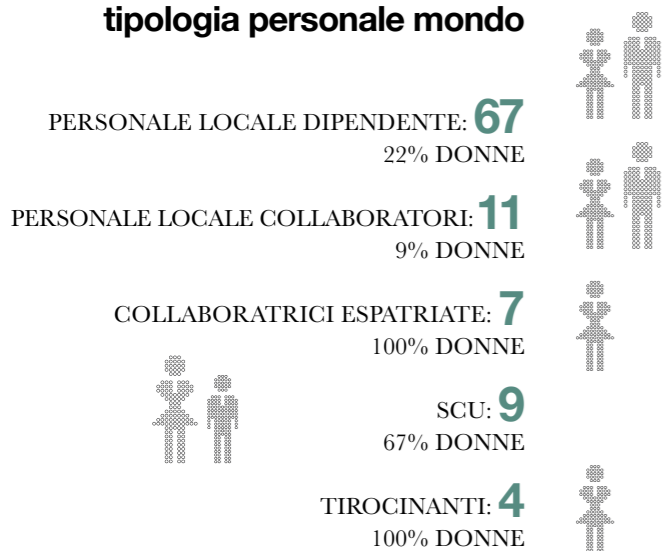 tipologia personale mondo
PERSONALE LOCALE DIPENDENTE: 67
22% DONNE
PERSONALE LOCALE COLLABORATORI: 11
9% DONNE
COLLABORATRICI ESPATRIATE: 7
100% DONNE
SCU: 9
67% DONNE
TIROCINANTI: 4
100% DONNE